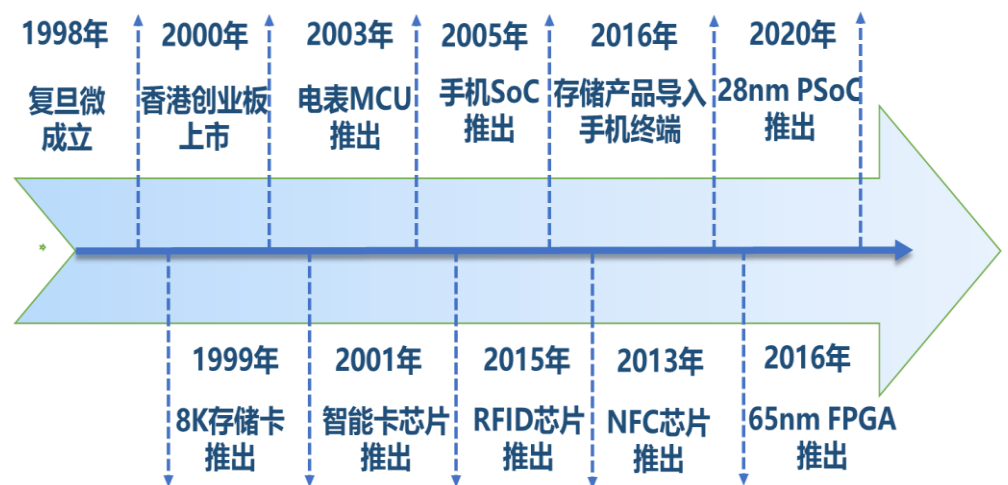 1998年
复旦微
成立
2000年
香港创业板
上市
2003年
电表MCU
推出
2005年
手机SoC
推出
2016年
存储产品导入
手机终端
2020年
28nm PSoC
推出
1999年
8K存储卡
推出
2001年
智能卡芯片
推出
2015年
RFID芯片
推出
2013年
NFC芯片
推出
2016年
65nm FPGA
推出